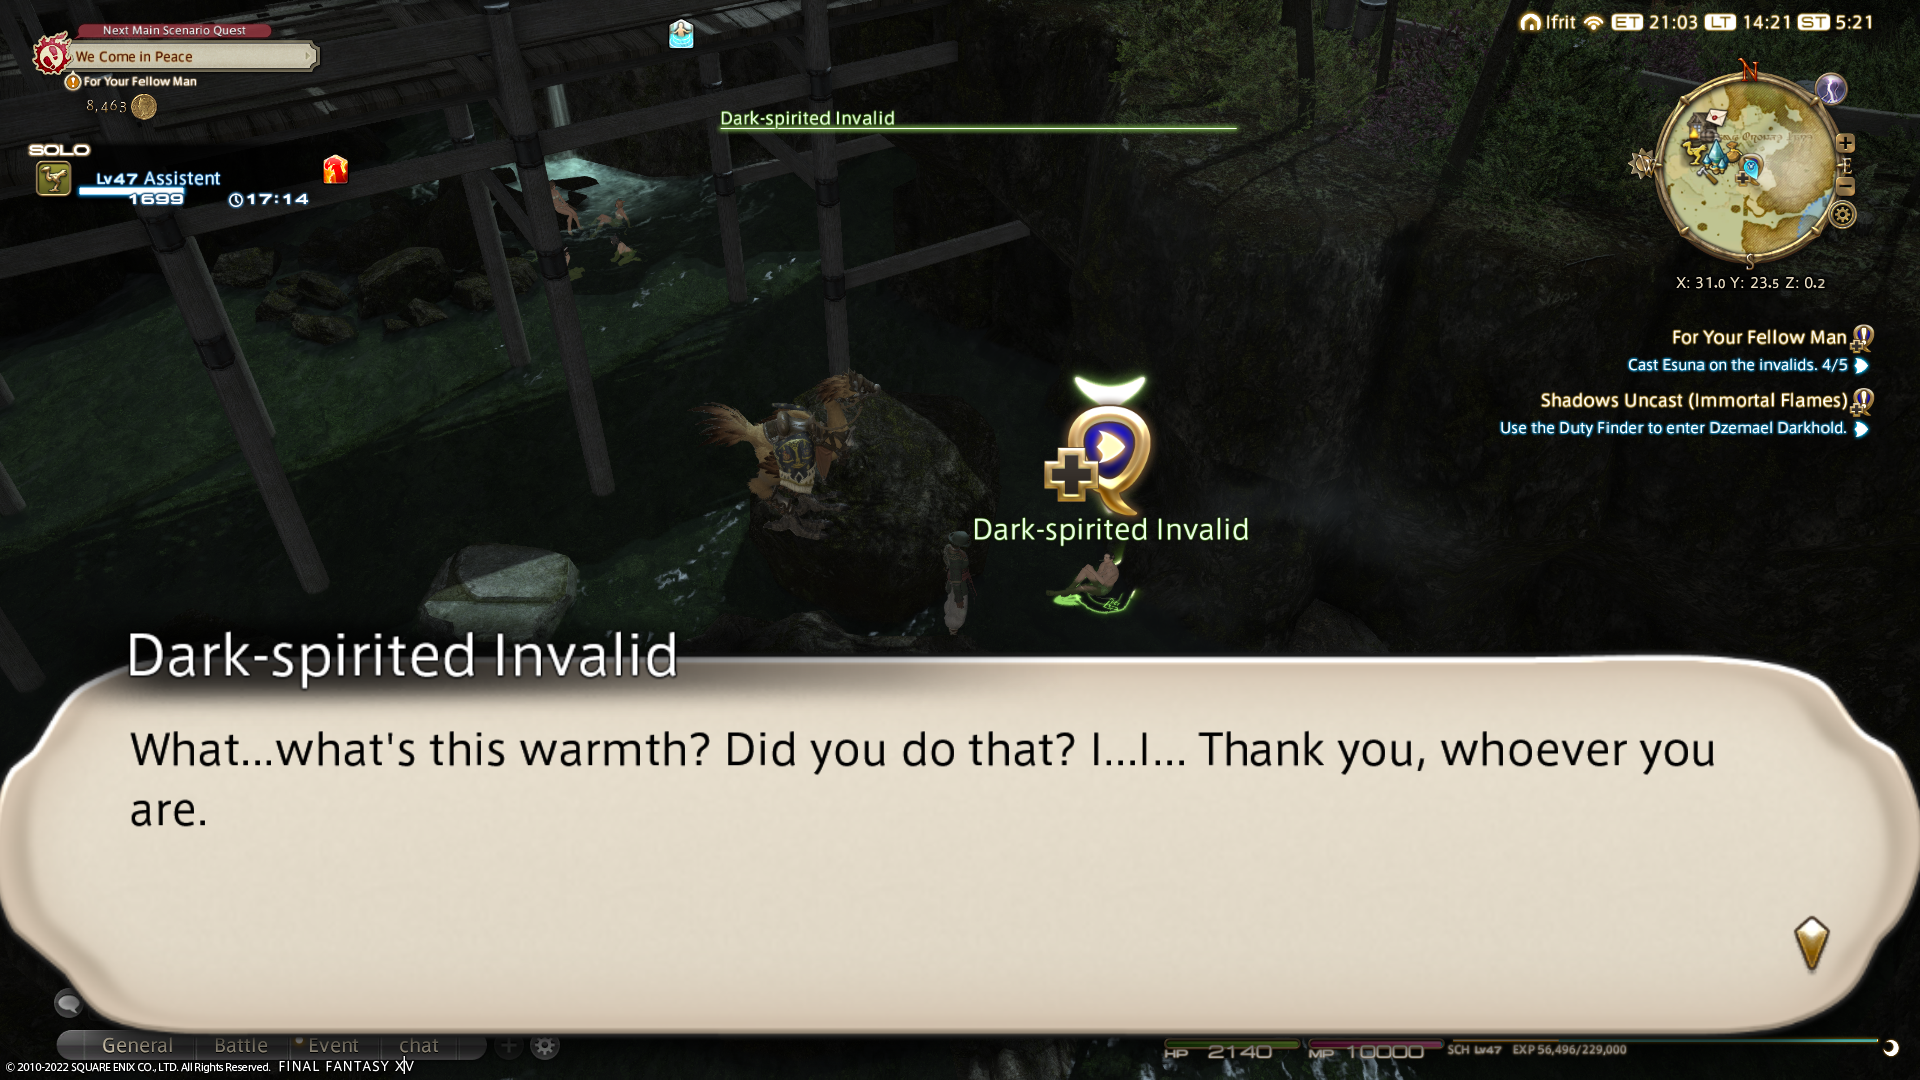 Next Main Scenario Quest
We Come in Peace
For Your Fellow Man
8,463
SOLO
Lv47 Assistent
1699
17:14
Dark-spirited Invalid
Ifrit ET 21:03 LT 14:21 ST 5:21
N
W
E
S
X: 31.0 Y: 23.5 Z: 0.2
For Your Fellow Man
Cast Esuna on the invalids. 4/5
Shadows Uncast (Immortal Flames)
Use the Duty Finder to enter Dzemael Darkhold.
Dark-spirited Invalid
Dark-spirited Invalid
What...what's this warmth? Did you do that? I...I... Thank you, whoever you
are.
General Battle Event chat
HP 2140 MP 10000 SCH Lv47 EXP 56,496/229,000
© 2010-2022 SQUARE ENIX CO., LTD. All Rights Reserved. FINAL FANTASY XIV